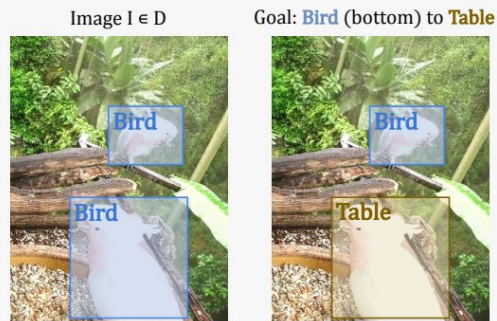 Image I ∈ D
Goal: Bird (bottom) to Table
Bird
Bird
Bird
Table